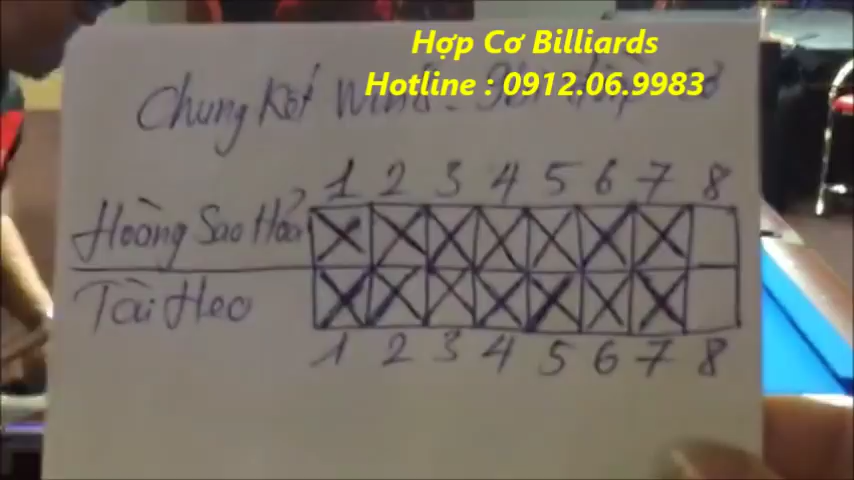 Hợp Cơ Billiards
Hotline : 0912.06.9983
Chung Kết
1 2 3 4 5 6 7 8
Hoàng Sao Hỏa
Tài Heo
1 2 3 4 5 6 7 8